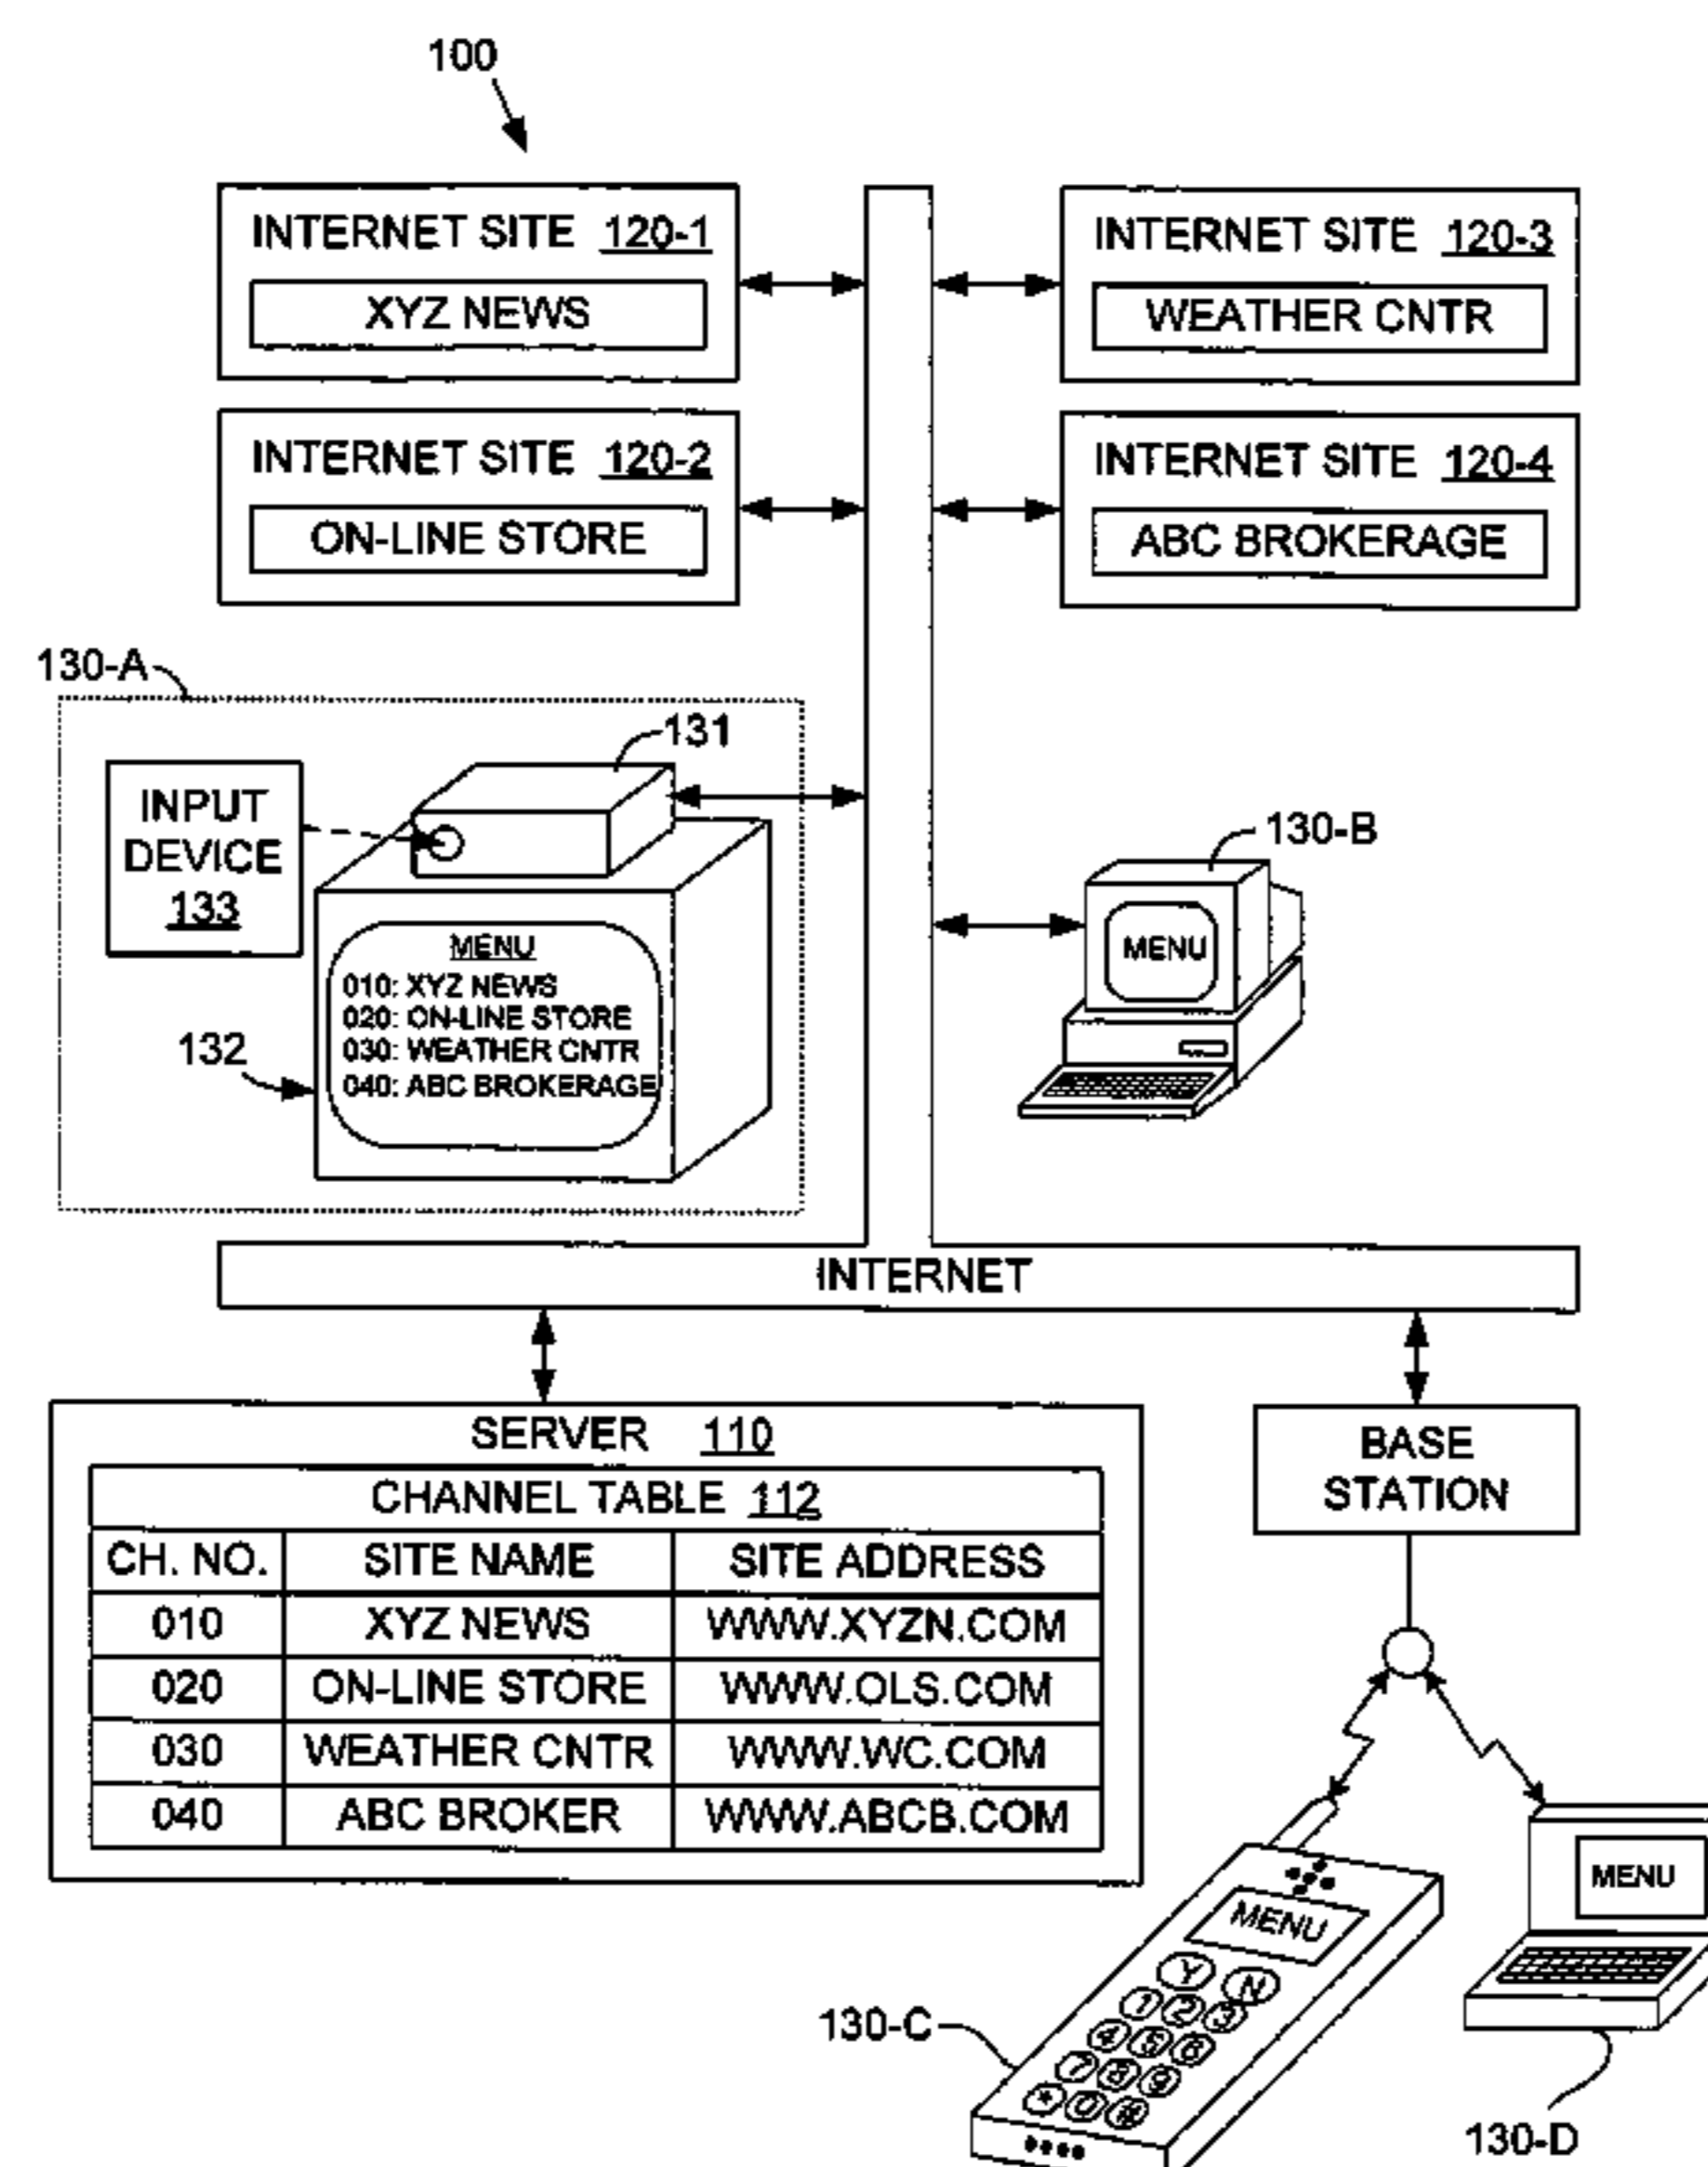 100
INTERNET SITE 120-1
XYZ NEWS
INTERNET SITE 120-3
WEATHER CNTR
INTERNET SITE 120-2
ON-LINE STORE
INTERNET SITE 120-4
ABC BROKERAGE
130-A
131
INPUT
DEVICE
133
MENU
010: XYZ NEWS
020: ON-LINE STORE
030: WEATHER CNTR
040: ABC BROKERAGE
132
130-B
MENU
INTERNET
SERVER 110
CHANNEL TABLE 112
CH. NO. SITE NAME SITE ADDRESS
010 XYZ NEWS WWW.XYZN.COM
020 ON-LINE STORE WWW.OLS.COM
030 WEATHER CNTR WWW.WC.COM
040 ABC BROKER WWW.ABCB.COM
BASE
STATION
MENU
Y N
1 2 3
4 5 6
7 8 9
* 0 #
130-C
MENU
130-D